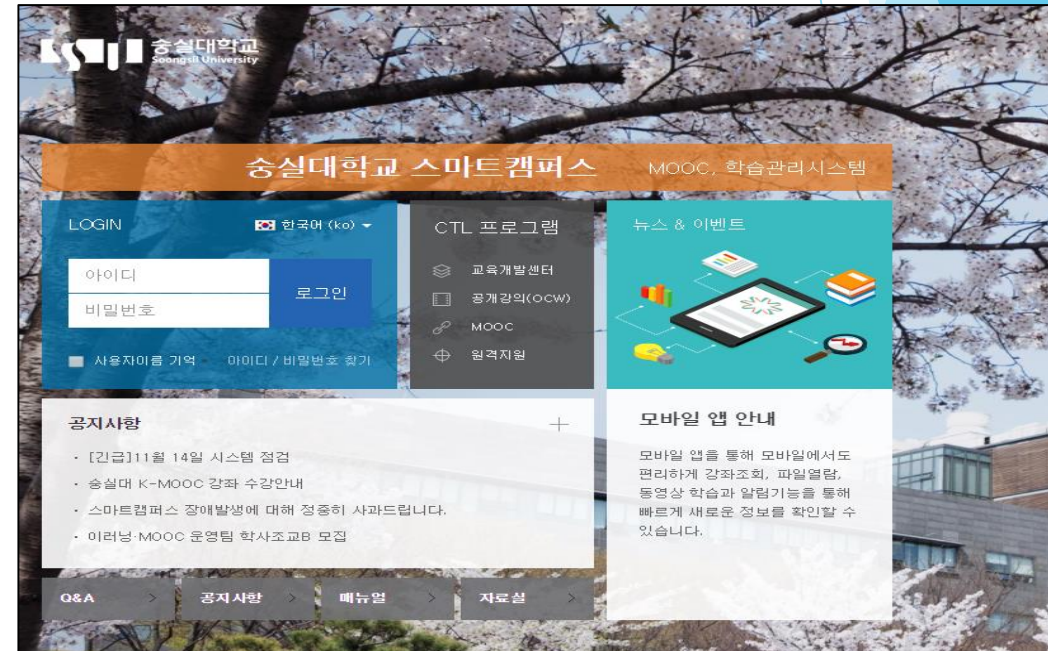 숭실대학교
Soongsil University
숭실대학교 스마트캠퍼스 MOOC, 학습관리시스템
LOGIN 한국어 (ko)
아이디
비밀번호
로그인
사용자이름 기억 아이디 / 비밀번호 찾기
CTL 프로그램
교육개발센터
공개강의(OCW)
MOOC
원격지원
뉴스 & 이벤트
공지사항
· [긴급]11월 14일 시스템 점검
· 숭실대 K-MOOC 강좌 수강안내
· 스마트캠퍼스 장애발생에 대해 정중히 사과드립니다.
· 이러닝·MOOC 운영팀 학사조교B 모집
모바일 앱 안내
모바일 앱을 통해 모바일에서도
편리하게 강좌조회, 파일열람,
동영상 학습과 알림기능을 통해
빠르게 새로운 정보를 확인할 수
있습니다.
Q&A > 공지사항 > 매뉴얼 > 자료실 >